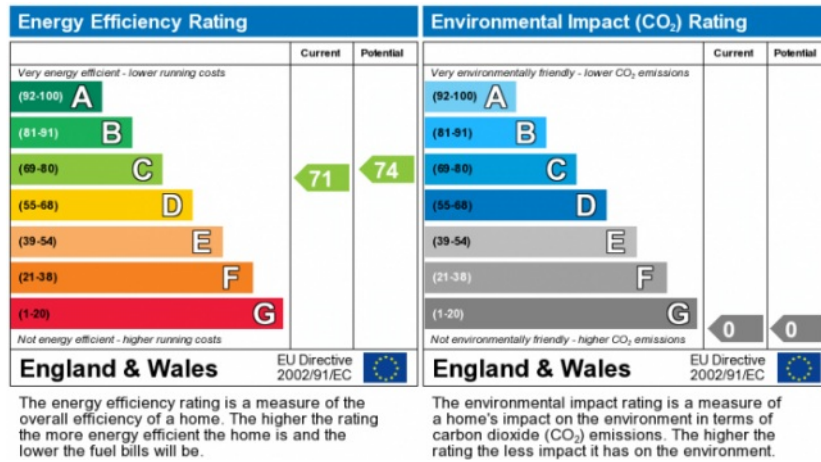 Energy Efficiency Rating
Current Potential
Very energy efficient - lower running costs
(92-100) A
(81-91) B
(69-80) C
71 74
(55-68) D
(39-54) E
(21-38) F
(1-20) G
Not energy efficient - higher running costs
England & Wales
EU Directive
2002/91/EC
The energy efficiency rating is a measure of the
overall efficiency of a home. The higher the rating
the more energy efficient the home is and the
lower the fuel bills will be.
Environmental Impact (CO₂) Rating
Current Potential
Very environmentally friendly - lower CO₂ emissions
(92-100) A
(81-91) B
(69-80) C
(55-68) D
(39-54) E
(21-38) F
(1-20) G
0 0
Not environmentally friendly - higher CO₂ emissions
England & Wales
EU Directive
2002/91/EC
The environmental impact rating is a measure of
a home's impact on the environment in terms of
carbon dioxide (CO₂) emissions. The higher the
rating the less impact it has on the environment.